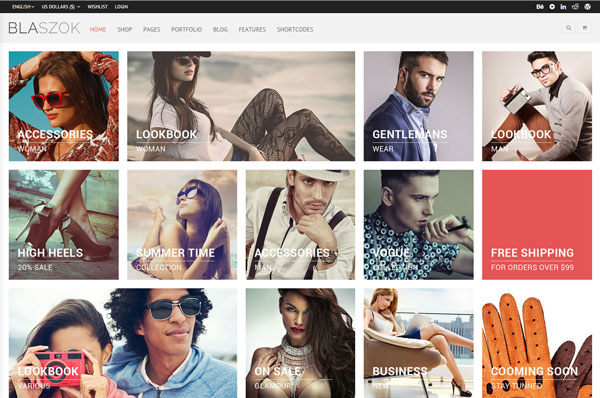 ENGLISH US DOLLARS ($) WISHLIST LOGIN
BLASZOK HOME SHOP PAGES PORTFOLIO BLOG FEATURES SHORTCODES
ACCESSORIES
WOMAN
LOOKBOOK
WOMAN
GENTLEMANS
WEAR
LOOKBOOK
MAN
HIGH HEELS
20% SALE
SUMMER TIME
COLLECTION
ACCESSORIES
MAN
VOGUE
COLLECTION
FREE SHIPPING
FOR ORDERS OVER $99
LOOKBOOK
VARIOUS
ON SALE
GLAMOUR
BUSINESS
NEW
COOMING SOON
STAY TUNNED